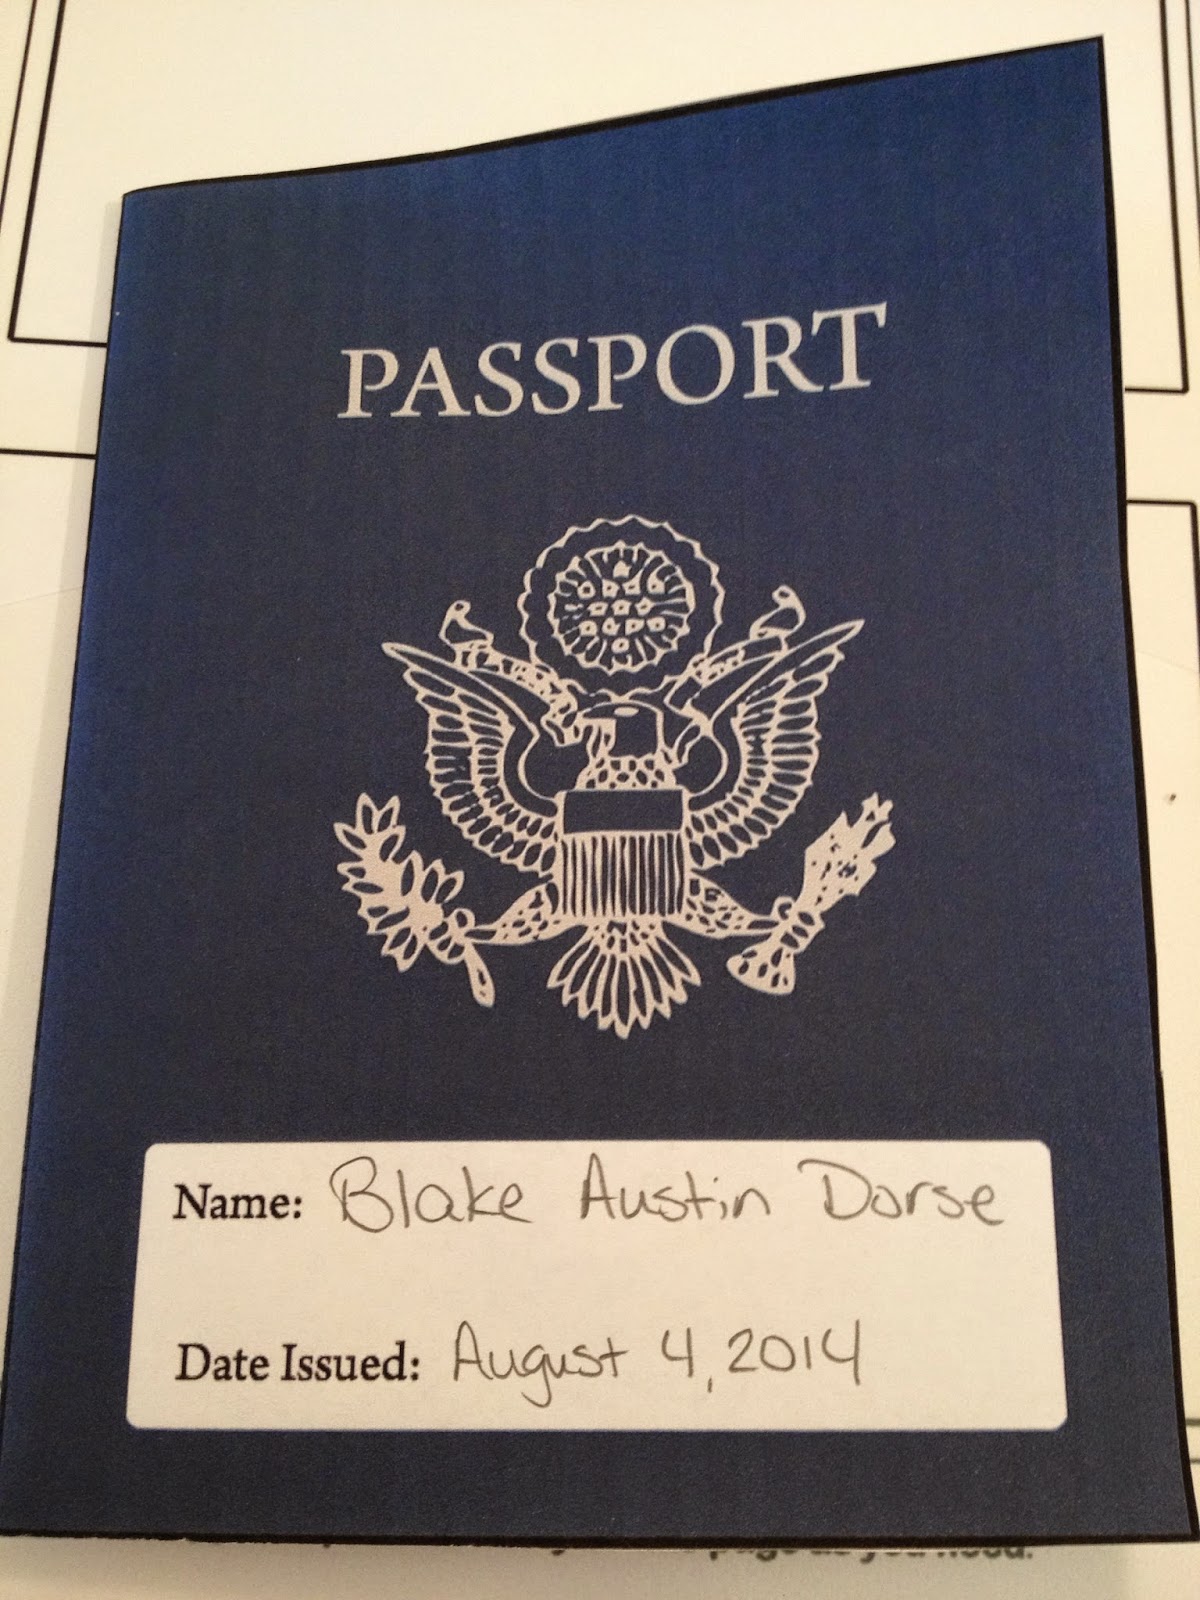 PASSPORT
Name: Blake Austin Dorse
Date Issued: August 4, 2014